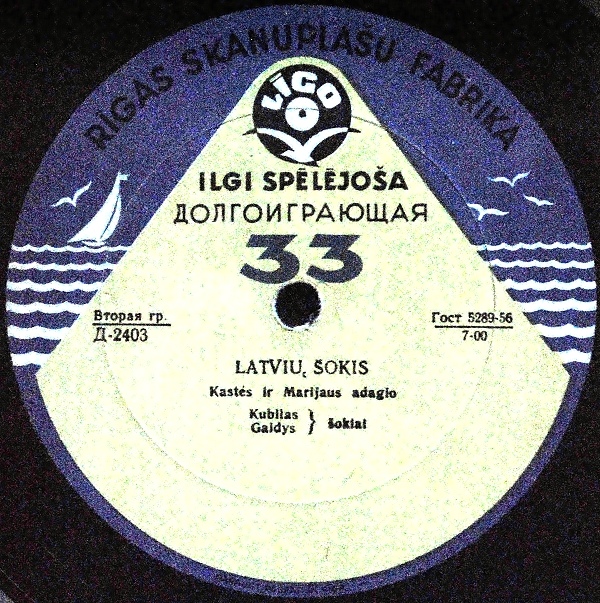 RĪGAS SKAŅUPLAŠU FABRIKA
LĪGO
ILGI SPĒLĒJOŠA
ДОЛГОИГРАЮЩАЯ
33
Вторая гр.
Д-2403
Гост 5289-56
7-00
LATVIŲ ŠOKIS
Kastės ir Marijaus adagio
Kubilas
Gaidys } šokiai